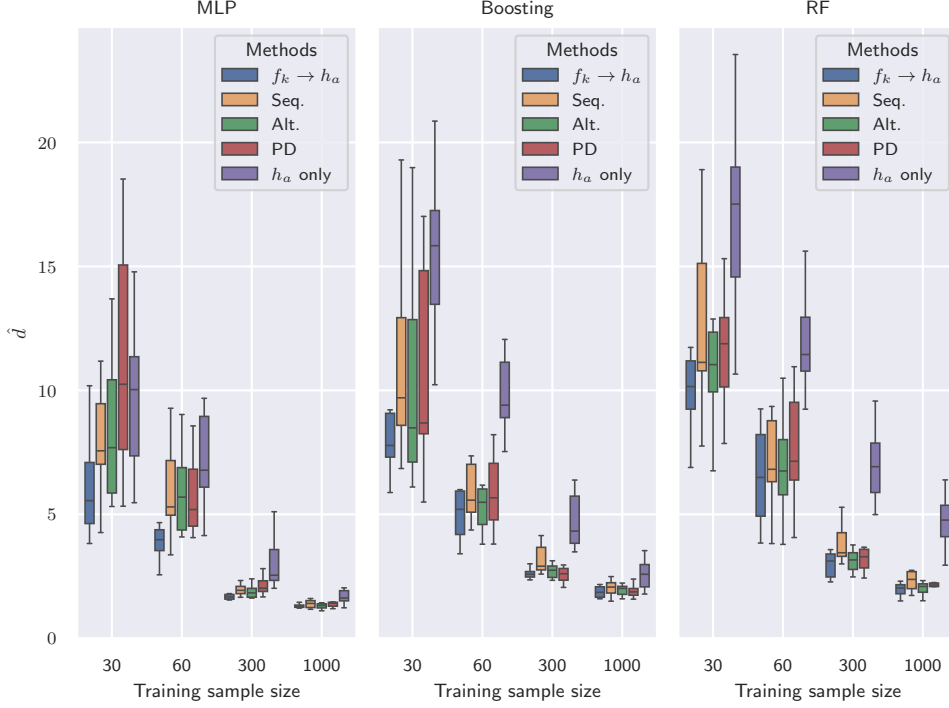 MLP
Boosting
RF
Methods
f_k → h_a
Seq.
Alt.
PD
h_a only
Methods
f_k → h_a
Seq.
Alt.
PD
h_a only
Methods
f_k → h_a
Seq.
Alt.
PD
h_a only
20
15
10
5
0
d̂
30 60 300 1000
30 60 300 1000
30 60 300 1000
Training sample size
Training sample size
Training sample size